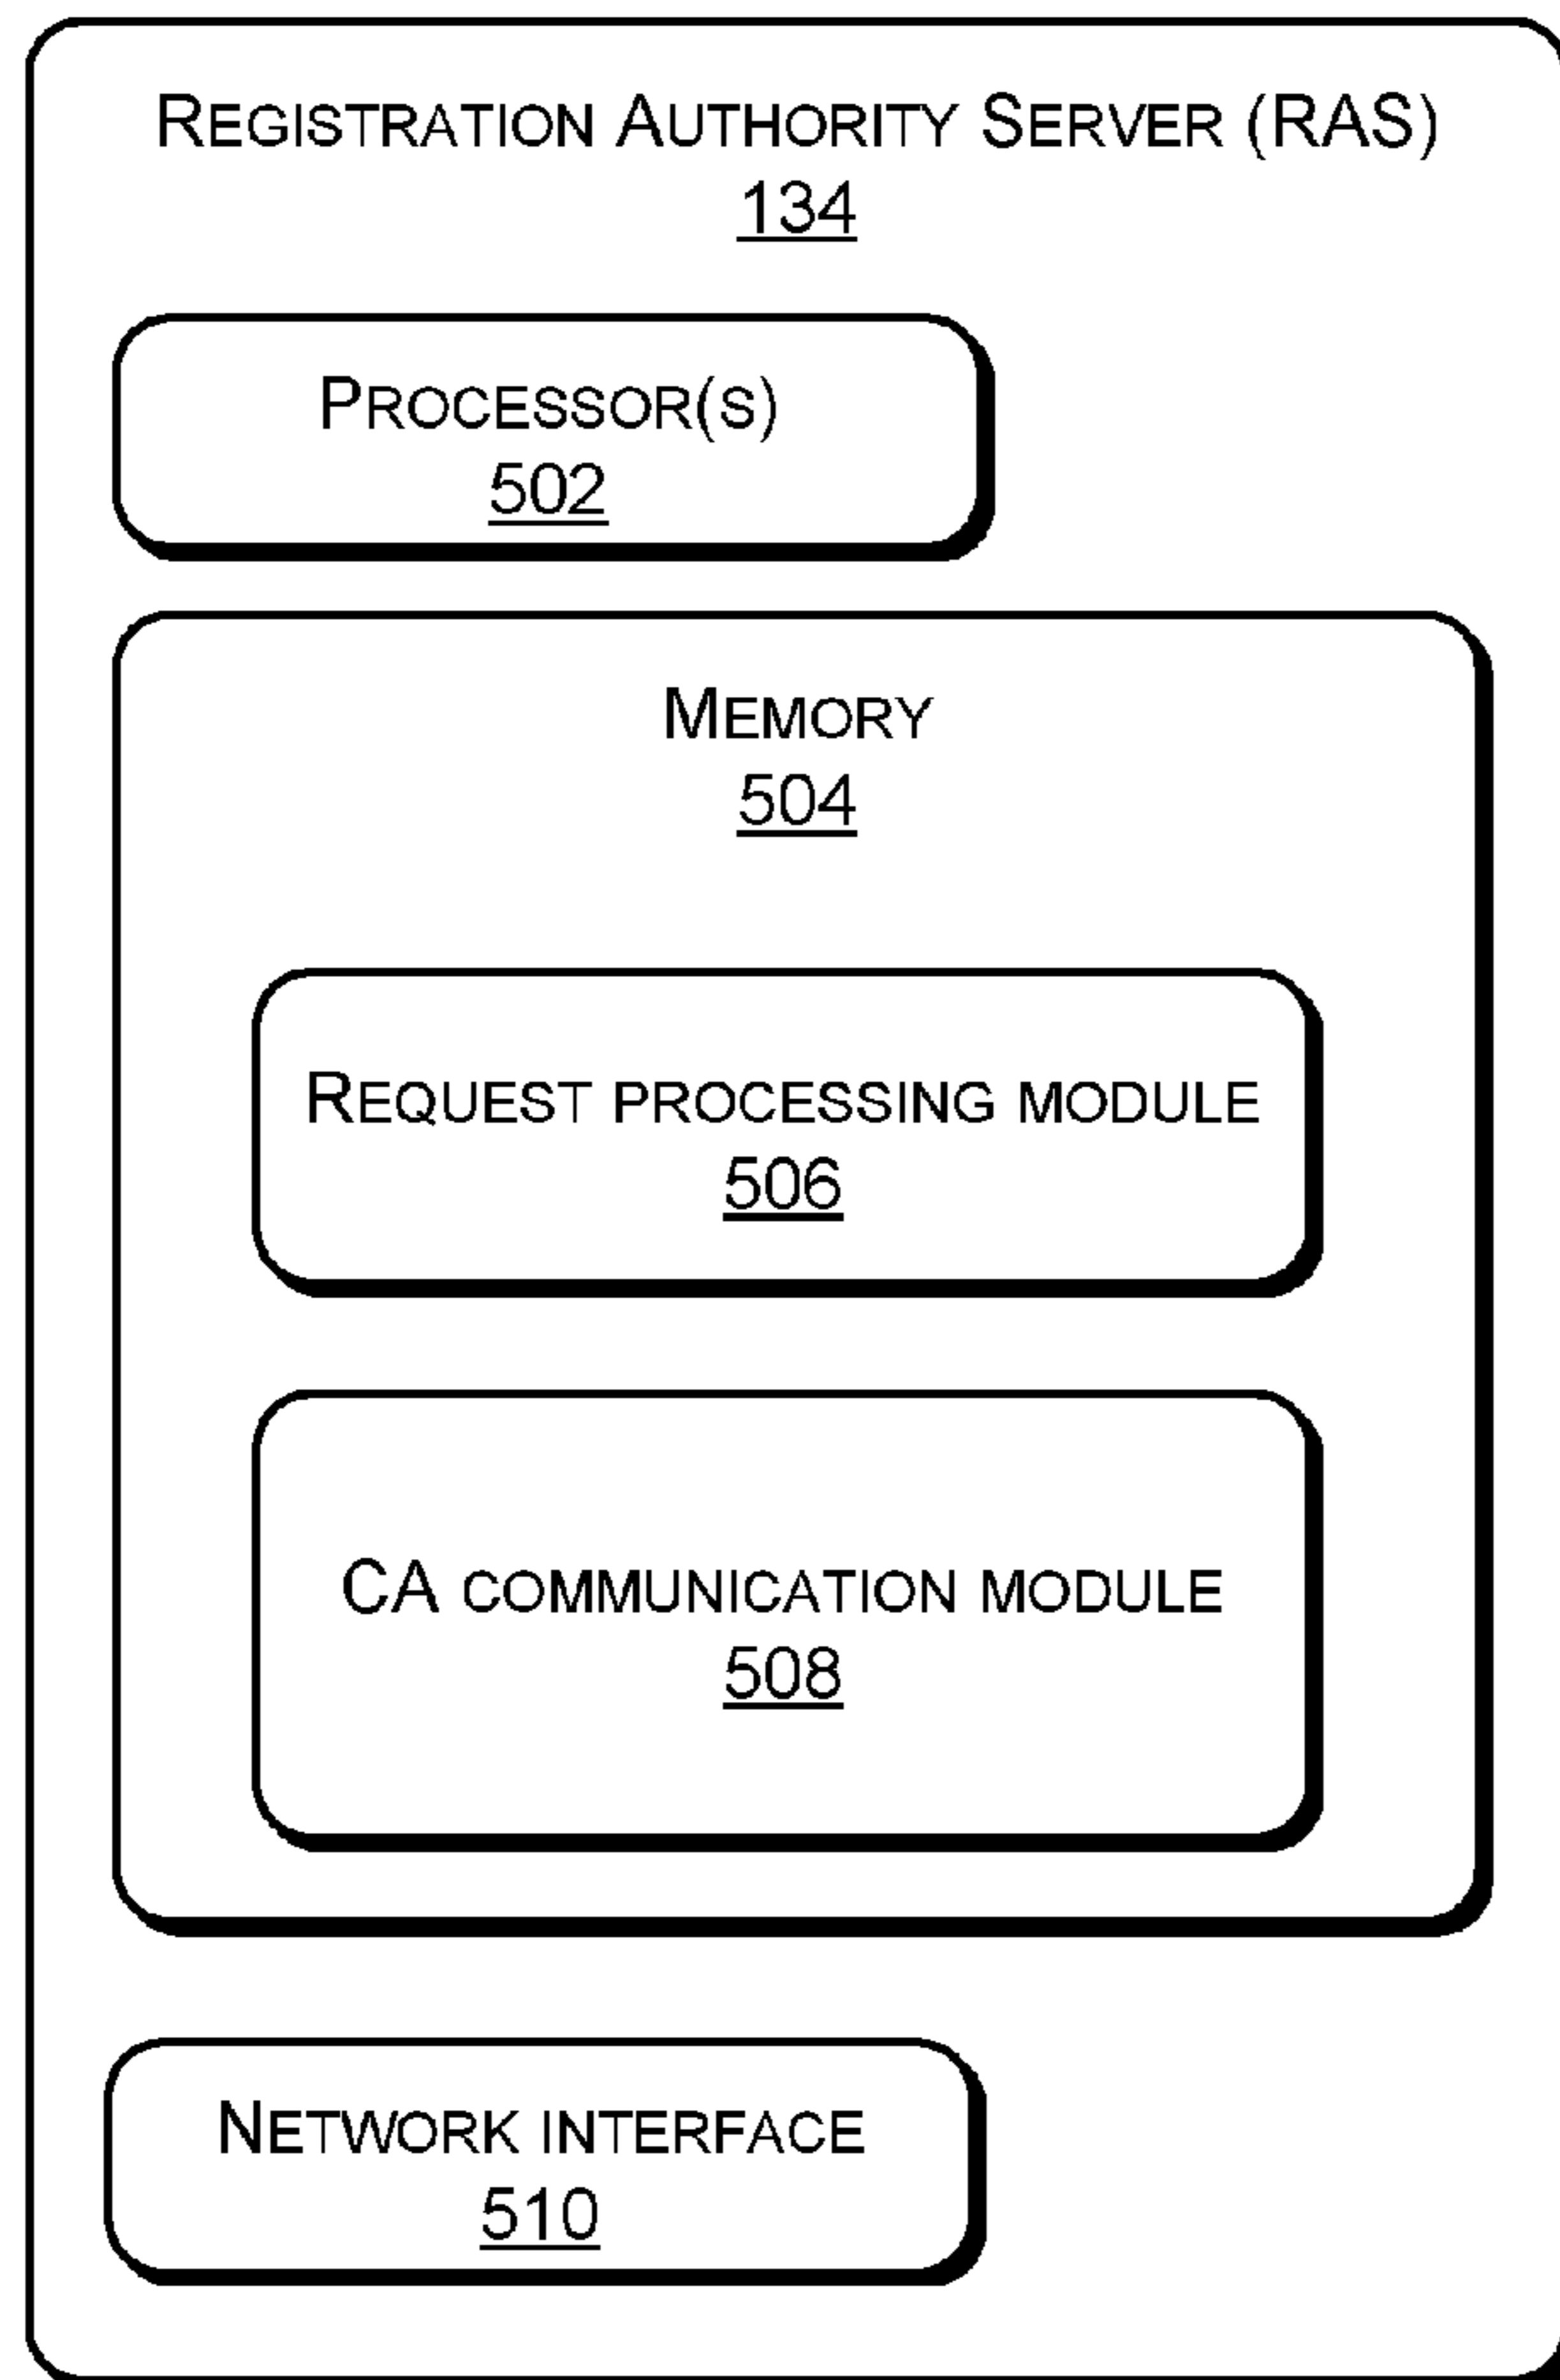 REGISTRATION AUTHORITY SERVER (RAS)
134
PROCESSOR(S)
502
MEMORY
504
REQUEST PROCESSING MODULE
506
CA COMMUNICATION MODULE
508
NETWORK INTERFACE
510